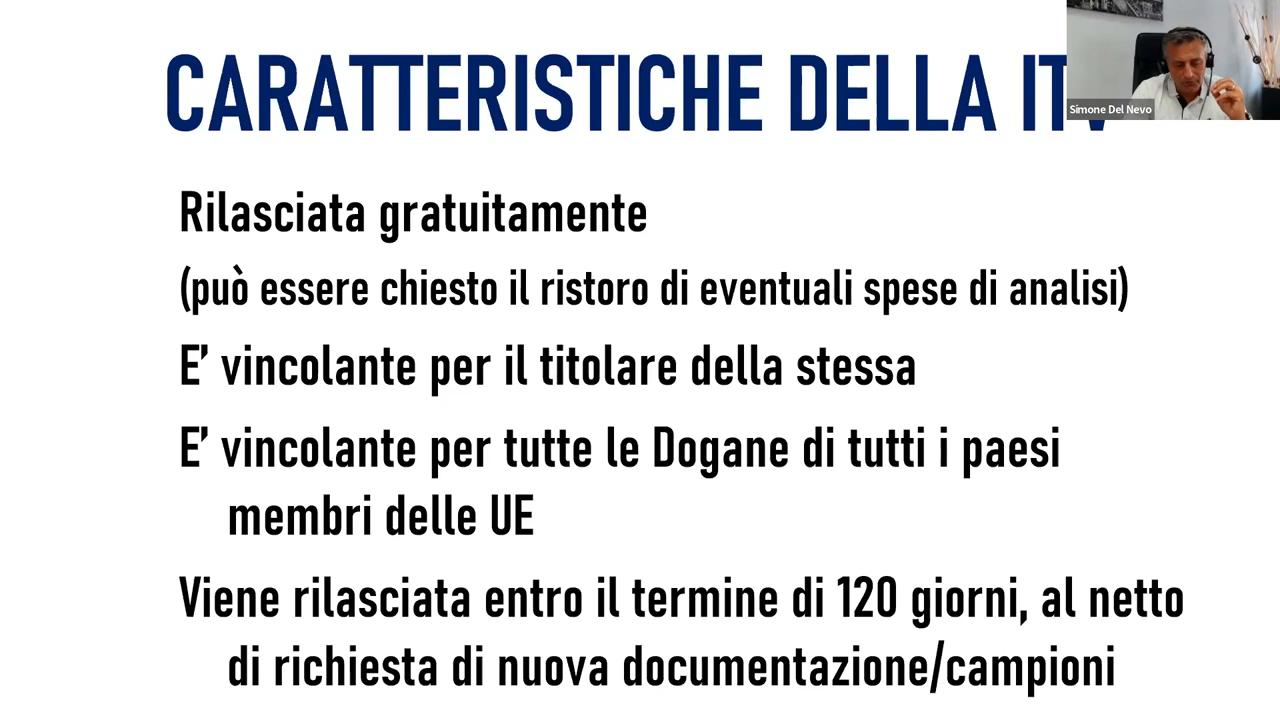 CARATTERISTICHE DELLA
Simone Del Nevo
Rilasciata gratuitamente
(può essere chiesto il ristoro di eventuali spese di analisi)
E’ vincolante per il titolare della stessa
E’ vincolante per tutte le Dogane di tutti i paesi
membri delle UE
Viene rilasciata entro il termine di 120 giorni, al netto
di richiesta di nuova documentazione/campioni